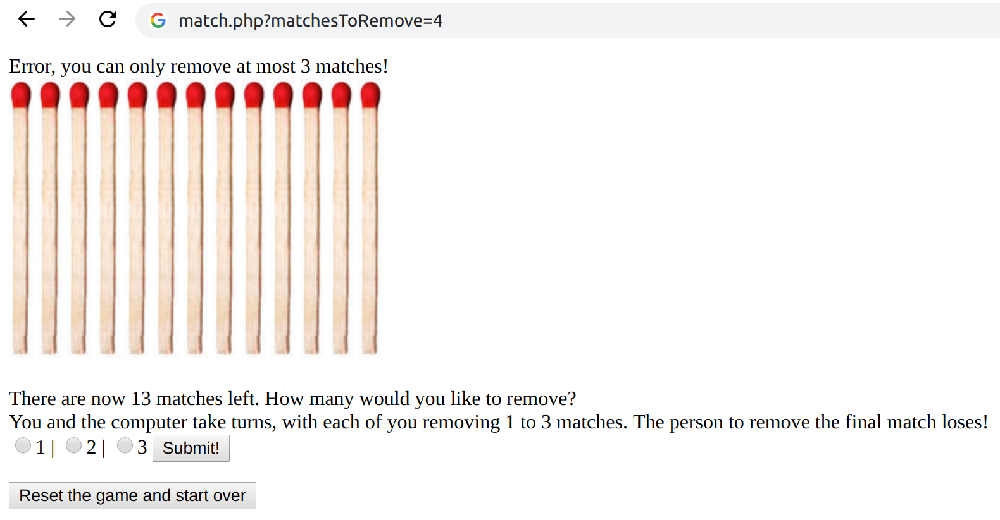 match.php?matchesToRemove=4
Error, you can only remove at most 3 matches!
There are now 13 matches left. How many would you like to remove?
You and the computer take turns, with each of you removing 1 to 3 matches. The person to remove the final match loses!
1 | 2 | 3 Submit!
Reset the game and start over